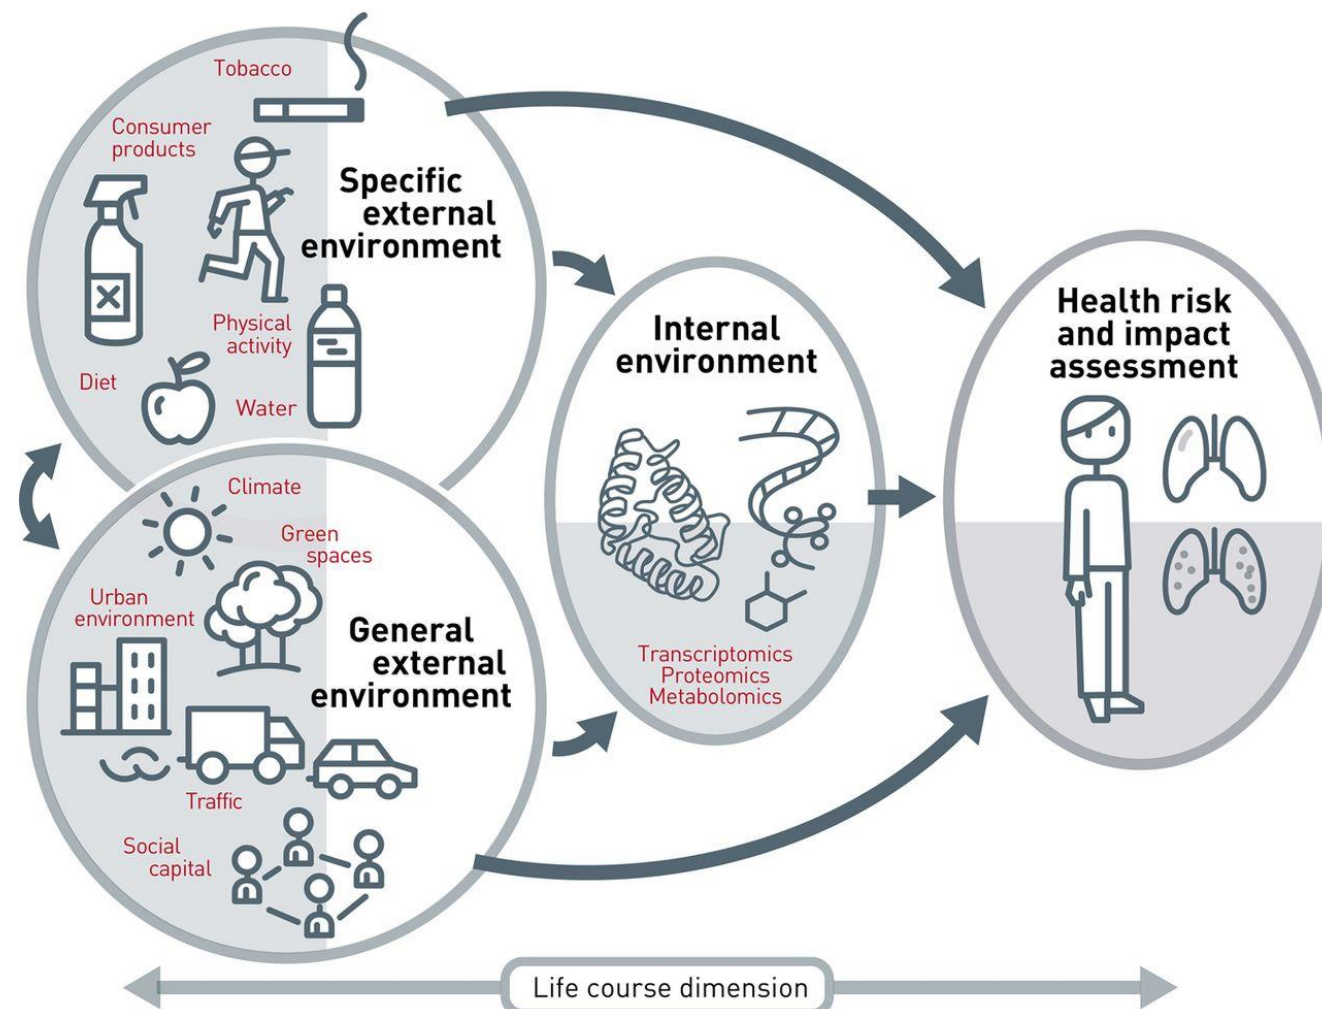 Tobacco
Consumer
products
Specific
external
environment
Physical
activity
Diet
Water
Climate
Green
spaces
Urban
environment
General
external
environment
Traffic
Social
capital
Internal
environment
Transcriptomics
Proteomics
Metabolomics
Health risk
and impact
assessment
Life course dimension